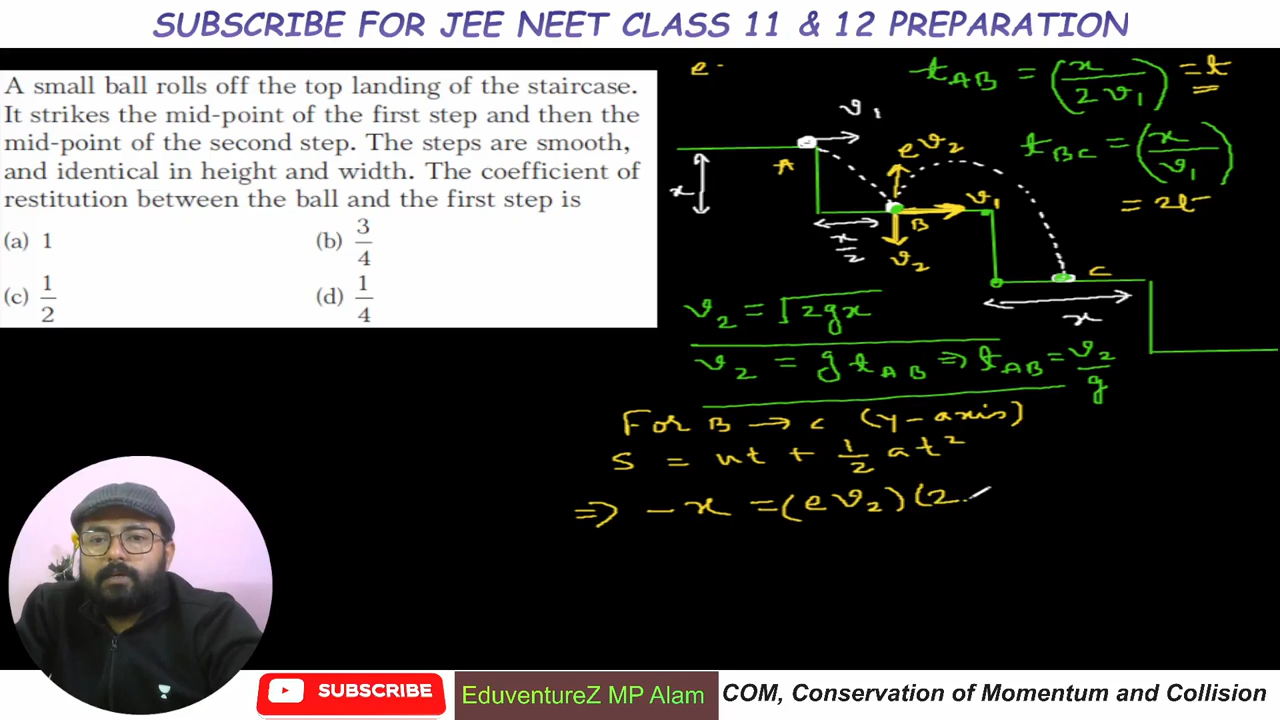 SUBSCRIBE FOR JEE NEET CLASS 11 & 12 PREPARATION
A small ball rolls off the top landing of the staircase.
It strikes the mid-point of the first step and then the
mid-point of the second step. The steps are smooth,
and identical in height and width. The coefficient of
restitution between the ball and the first step is
(a) 1
(b) 3/4
(c) 1/2
(d) 1/4
e
t_AB = (x/2v₁) = t
t_BC = (x/v₁)
= 2t
v₁
A
ev₂
x
v₁
B
x/2
v₂
C
x
v₂ = √2gx
v₂ = g t_AB ⇒ t_AB = v₂/g
For B → C (Y-axis)
S = ut + 1/2 at²
⇒ -x = (ev₂)(2
SUBSCRIBE
EduventureZ MP Alam
COM, Conservation of Momentum and Collision